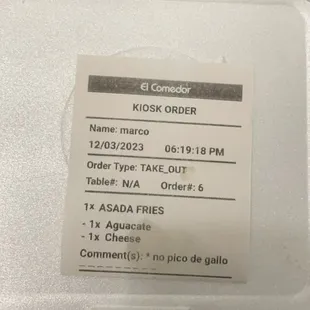 El Comedor
KIOSK ORDER
Name: marco
12/03/2023 06:19:18 PM
Order Type: TAKE_OUT
Table#: N/A Order#: 6
1x ASADA FRIES
- 1x Aguacate
- 1x Cheese
Comment(s): * no pico de gallo